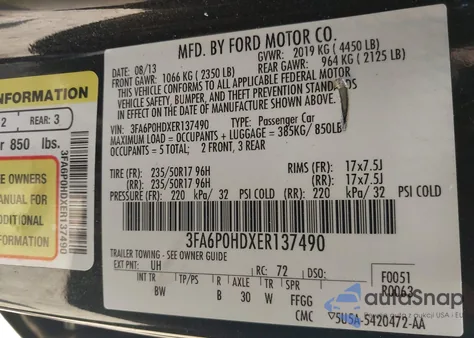 MFD. BY FORD MOTOR CO.
DATE: 08/13
GVWR: 2019 KG (4450 LB)
FRONT GAWR: 1066 KG (2350 LB)
REAR GAWR: 964 KG (2125 LB)
THIS VEHICLE CONFORMS TO ALL APPLICABLE FEDERAL MOTOR
VEHICLE SAFETY, BUMPER, AND THEFT PREVENTION STANDARDS
IN EFFECT ON THE DATE OF MANUFACTURE SHOWN ABOVE.
VIN: 3FA6P0HDXER137490
TYPE: Passenger Car
MAXIMUM LOAD = OCCUPANTS + LUGGAGE = 385KG/850LB
OCCUPANTS = 5 TOTAL; 2 FRONT, 3 REAR
TIRE (FR): 235/50R17 96H RIMS (FR): 17x7.5J
(RR): 235/50R17 96H (RR): 17x7.5J
PRESSURE (FR): 220 kPa/ 32 PSI COLD (RR): 220 kPa/ 32 PSI COLD
3FA6P0HDXER137490
TRAILER TOWING - SEE OWNER GUIDE
EXT PNT: UH RC: 72 DSO: F0051
R0063
INT TR TP/PS R AXLE TR SPR
BW B 30 W FFGG
CMC 5U5A-5420472-AA
INFORMATION
2 REAR: 3
850 lbs.
3FA6P0HDXER137490
OWNERS
MANUAL FOR
ADDITIONAL
INFORMATION
autoSnap